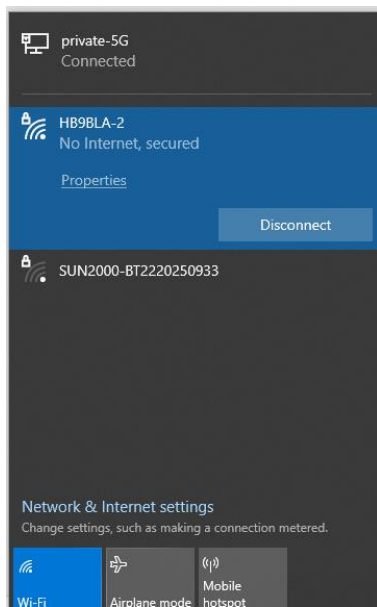 private-5G
Connected
HB9BLA-2
No Internet, secured
Properties
Disconnect
SUN2000-BT2220250933
Network & Internet settings
Change settings, such as making a connection metered.
Mobile
Wi-Fi Airplane mode hotspot